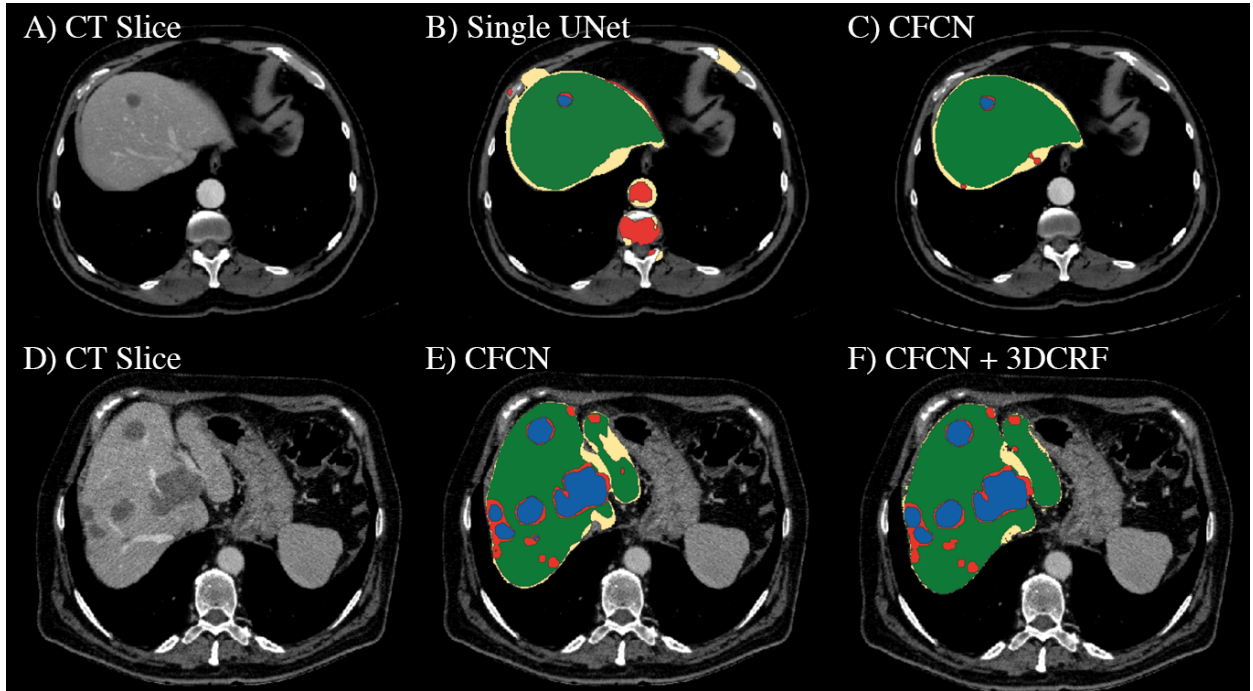 A) CT Slice
B) Single UNet
C) CFCN
D) CT Slice
E) CFCN
F) CFCN + 3DCRF